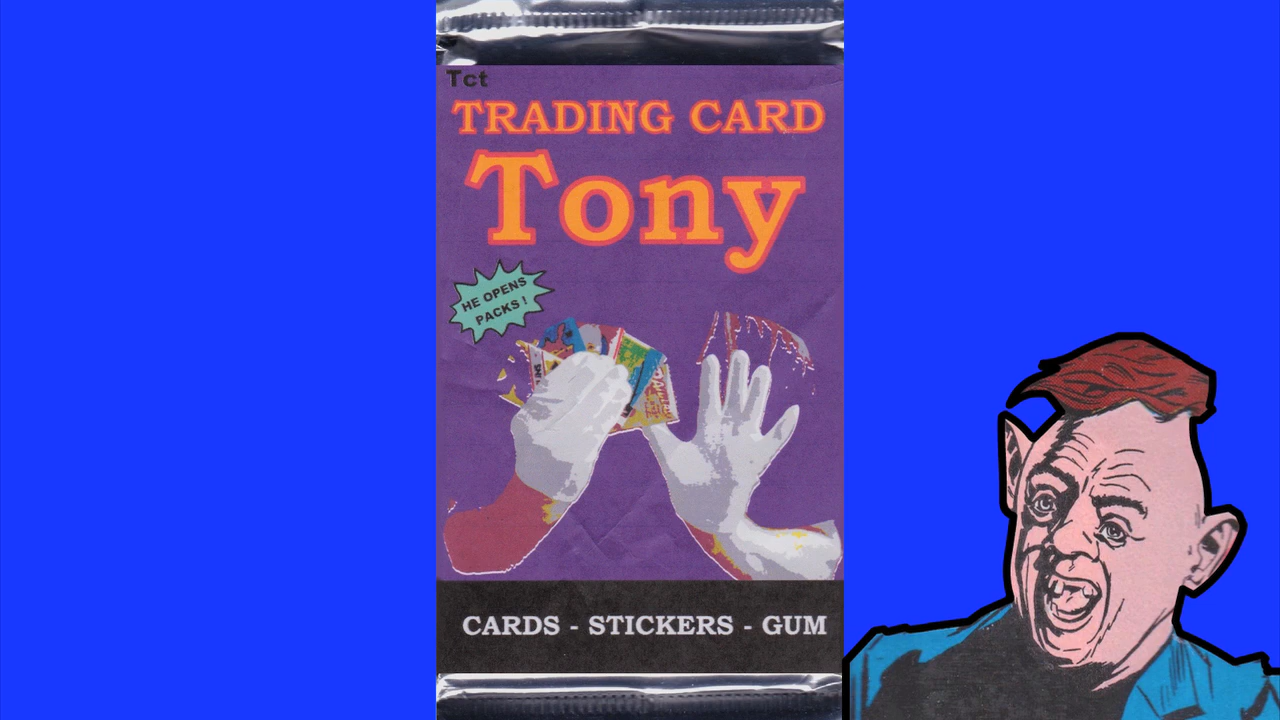 Tct
TRADING CARD
Tony
HE OPENS
PACKS!
CARDS - STICKERS - GUM